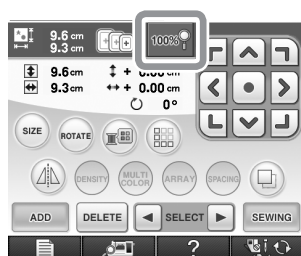 9.6 cm
9.3 cm
100%
9.6 cm + 0.00 cm
9.3 cm + 0.00 cm
0°
SIZE
ROTATE
DENSITY
MULTI COLOR
ARRAY
SPACING
ADD
DELETE
SELECT
SEWING
?